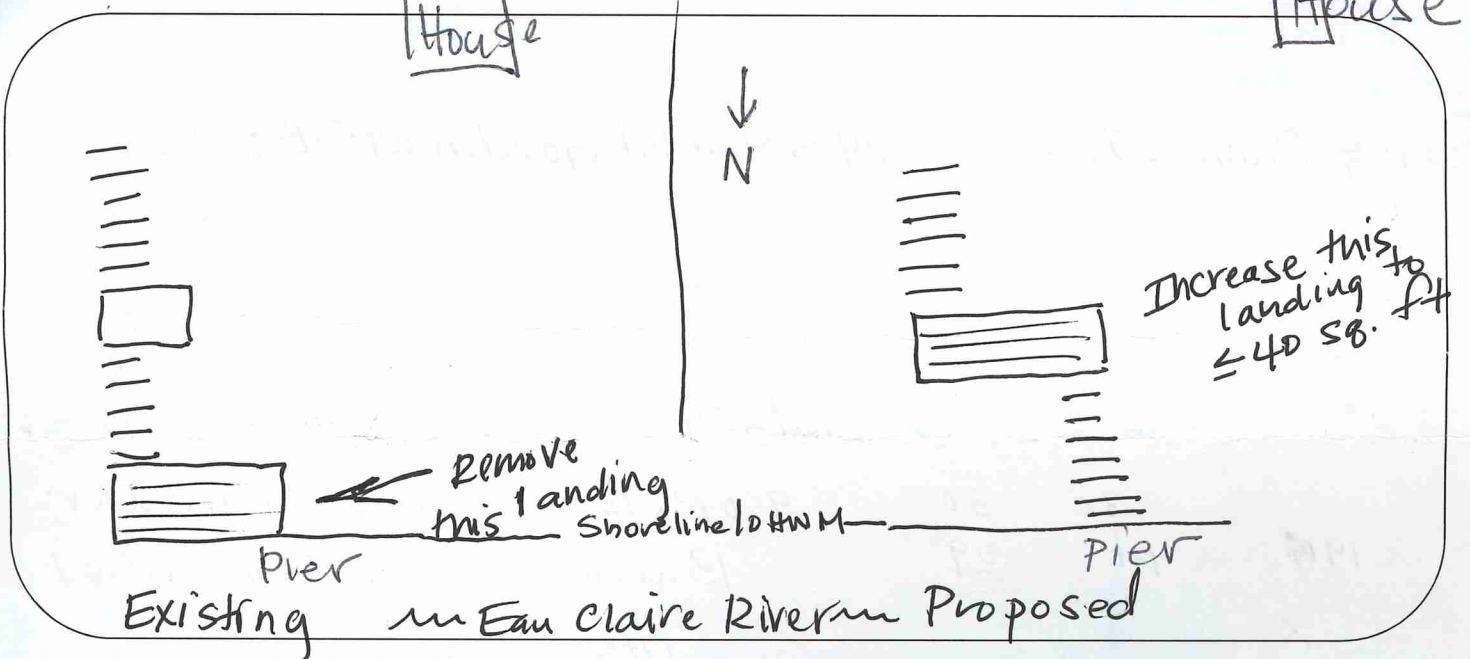 House
House
N
Increase this
landing to
≤ 40 sq. ft
Remove
this landing
Shoreline/OHWM
Pier
Pier
Existing
Eau Claire River
Proposed